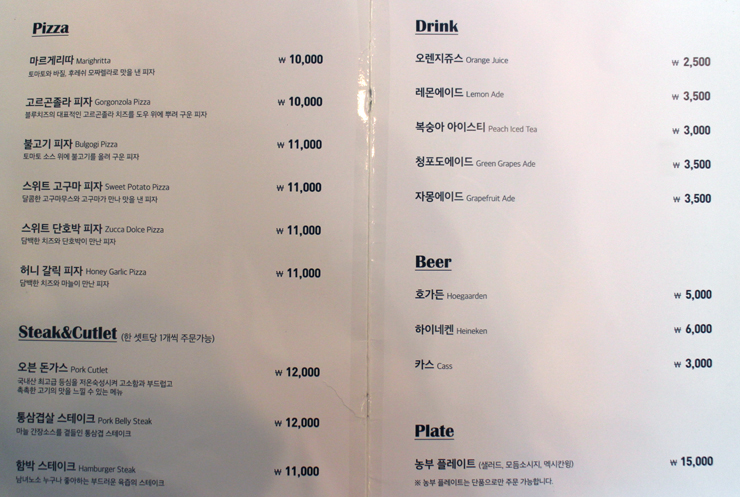 Pizza
마르게리따 Marighritta ₩ 10,000
토마토와 바질, 후레쉬 모짜렐라로 맛을 낸 피자
고르곤졸라 피자 Gorgonzola Pizza ₩ 10,000
블루치즈의 대표적인 고르곤졸라 치즈를 도우 위에 뿌려 구운 피자
불고기 피자 Bulgogi Pizza ₩ 11,000
토마토 소스 위에 불고기를 올려 구운 피자
스위트 고구마 피자 Sweet Potato Pizza ₩ 11,000
달콤한 고구마무스와 고구마가 만나 맛을 낸 피자
스위트 단호박 피자 Zucca Dolce Pizza ₩ 11,000
담백한 치즈와 단호박이 만난 피자
허니 갈릭 피자 Honey Garlic Pizza ₩ 11,000
담백한 치즈와 마늘이 만난 피자
Steak&Cutlet (한 셋트당 1개씩 주문가능)
오븐 돈가스 Pork Cutlet ₩ 12,000
국내산 최고급 등심을 저온숙성시켜 고소함과 부드럽고
촉촉한 고기의 맛을 느낄 수 있는 메뉴
통삼겹살 스테이크 Pork Belly Steak ₩ 12,000
마늘 간장소스를 곁들인 통삼겹 스테이크
함박 스테이크 Hamburger Steak ₩ 11,000
남녀노소 누구나 좋아하는 부드러운 육즙의 스테이크
Drink
오렌지쥬스 Orange Juice ₩ 2,500
레몬에이드 Lemon Ade ₩ 3,500
복숭아 아이스티 Peach Iced Tea ₩ 3,000
청포도에이드 Green Grapes Ade ₩ 3,500
자몽에이드 Grapefruit Ade ₩ 3,500
Beer
호가든 Hoegaarden ₩ 5,000
하이네켄 Heineken ₩ 6,000
카스 Cass ₩ 3,000
Plate
농부 플레이트 (샐러드, 모듬소시지, 멕시칸윙) ₩ 15,000
※ 농부 플레이트는 단품으로만 주문 가능합니다.